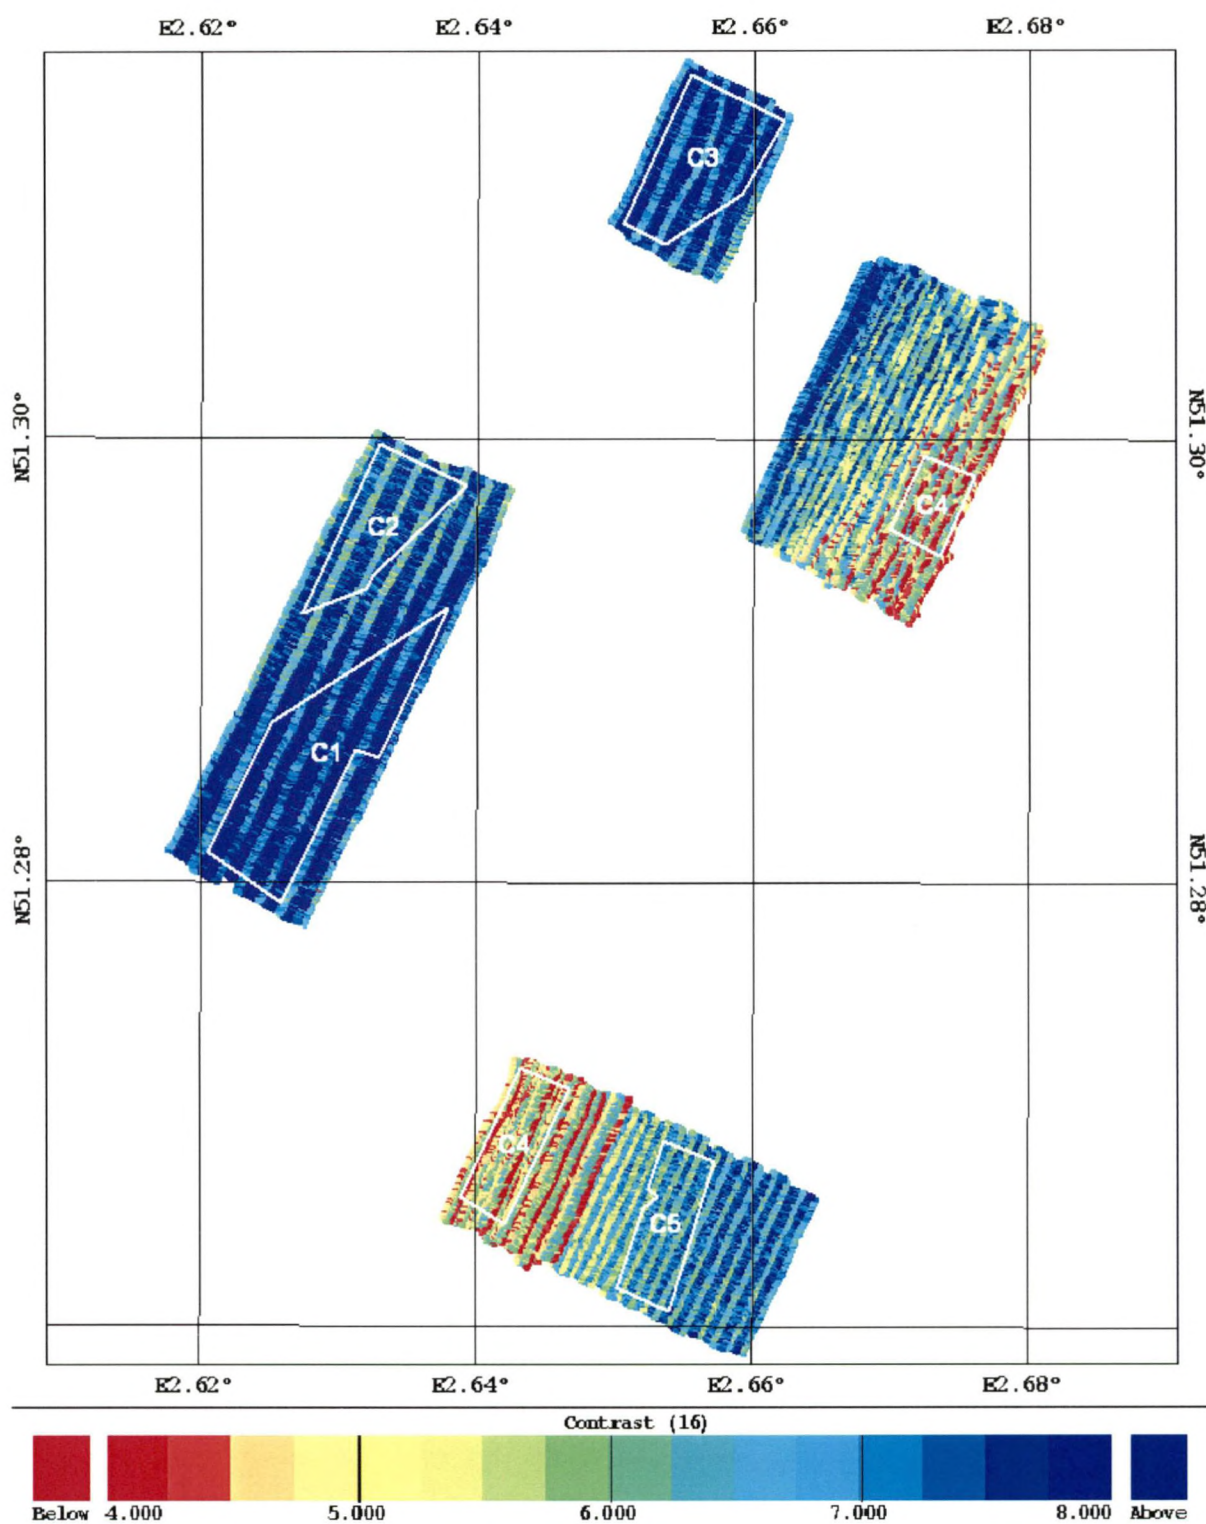 E2.62° E2.64° E2.66° E2.68°
C3
N51.30° N51.30°
C4
C2
C1
N51.28° N51.28°
C4
C5
E2.62° E2.64° E2.66° E2.68°
Contrast (16)
Below 4.000 5.000 6.000 7.000 8.000 Above